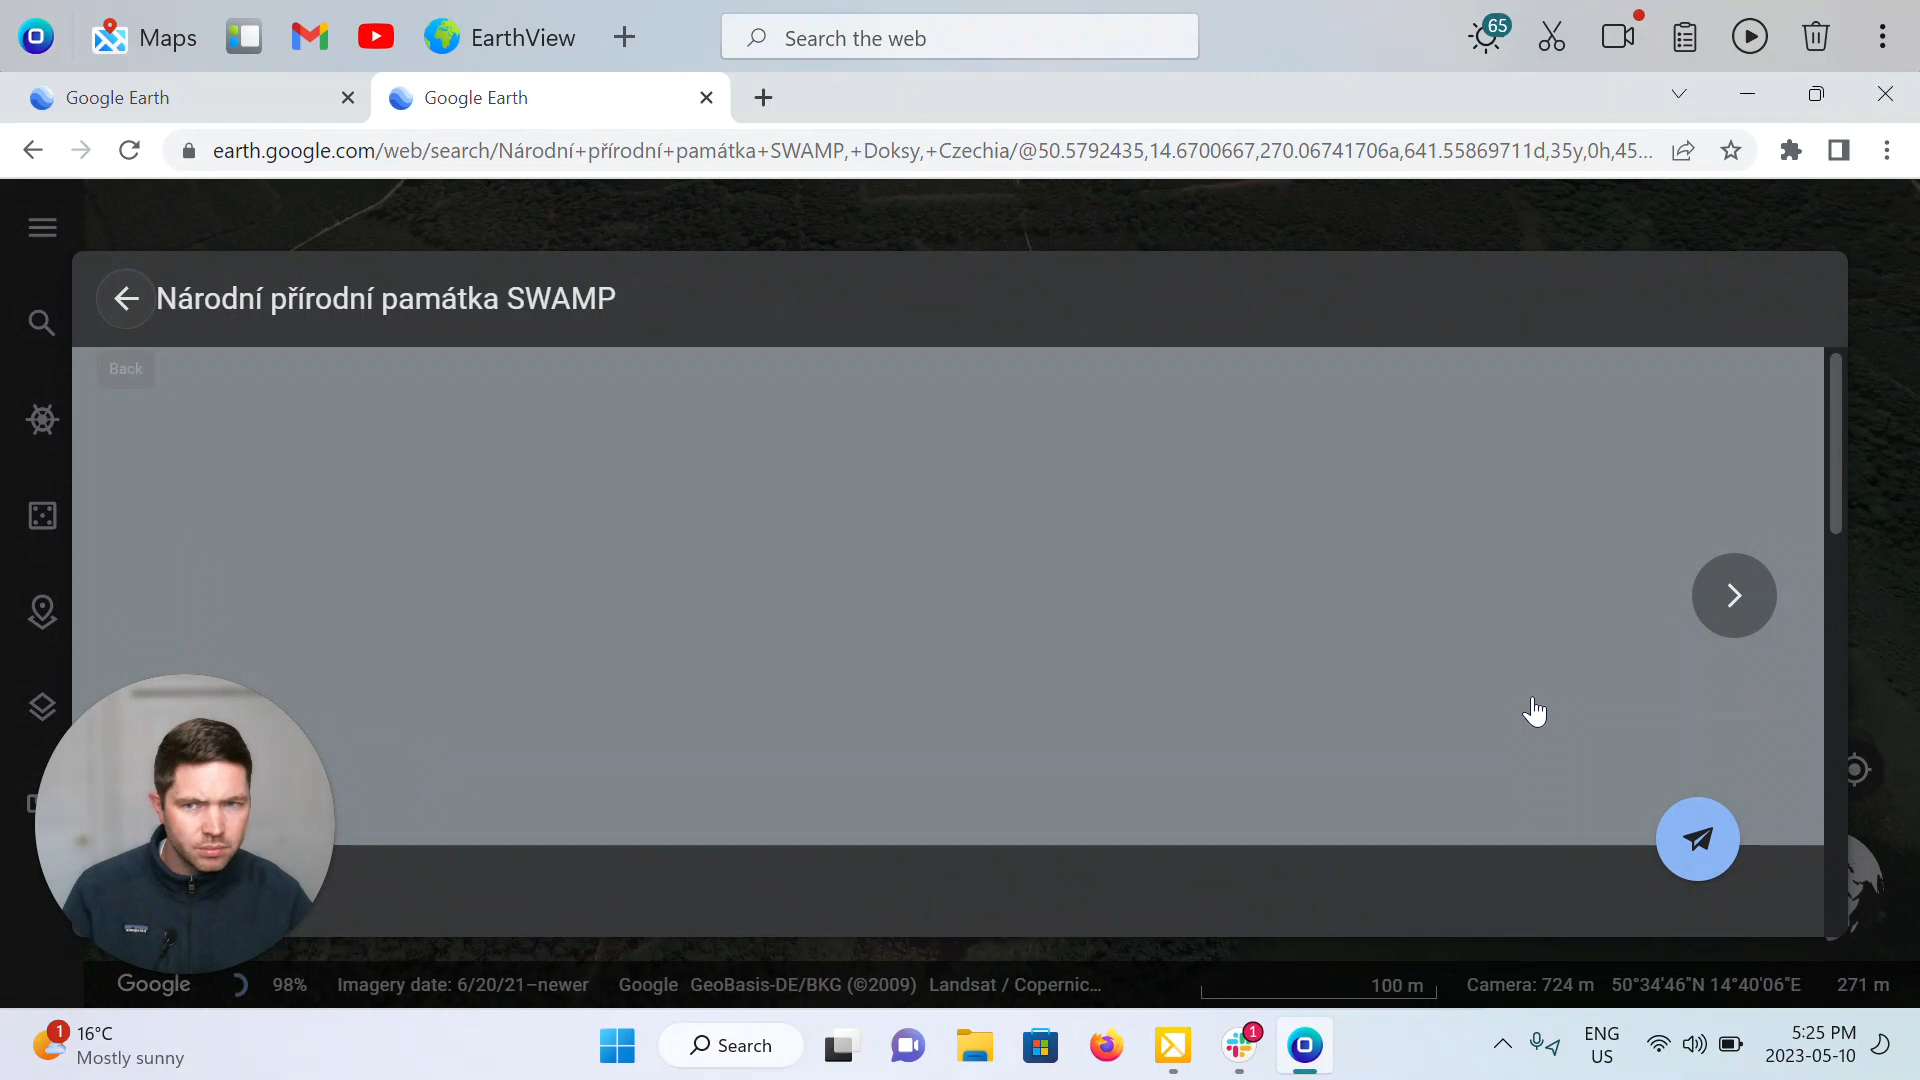 Maps
EarthView
Search the web
65
Google Earth
Google Earth
earth.google.com/web/search/Národní+přírodní+památka+SWAMP,+Doksy,+Czechia/@50.5792435,14.6700667,270.06741706a,641.55869711d,35y,0h,45...
Národní přírodní památka SWAMP
Back
Google
98%
Imagery date: 6/20/21–newer
Google
GeoBasis-DE/BKG (©2009)
Landsat / Copernic...
100 m
Camera: 724 m
50°34'46"N 14°40'06"E
271 m
1
16°C
Mostly sunny
Search
1
ENG
US
5:25 PM
2023-05-10